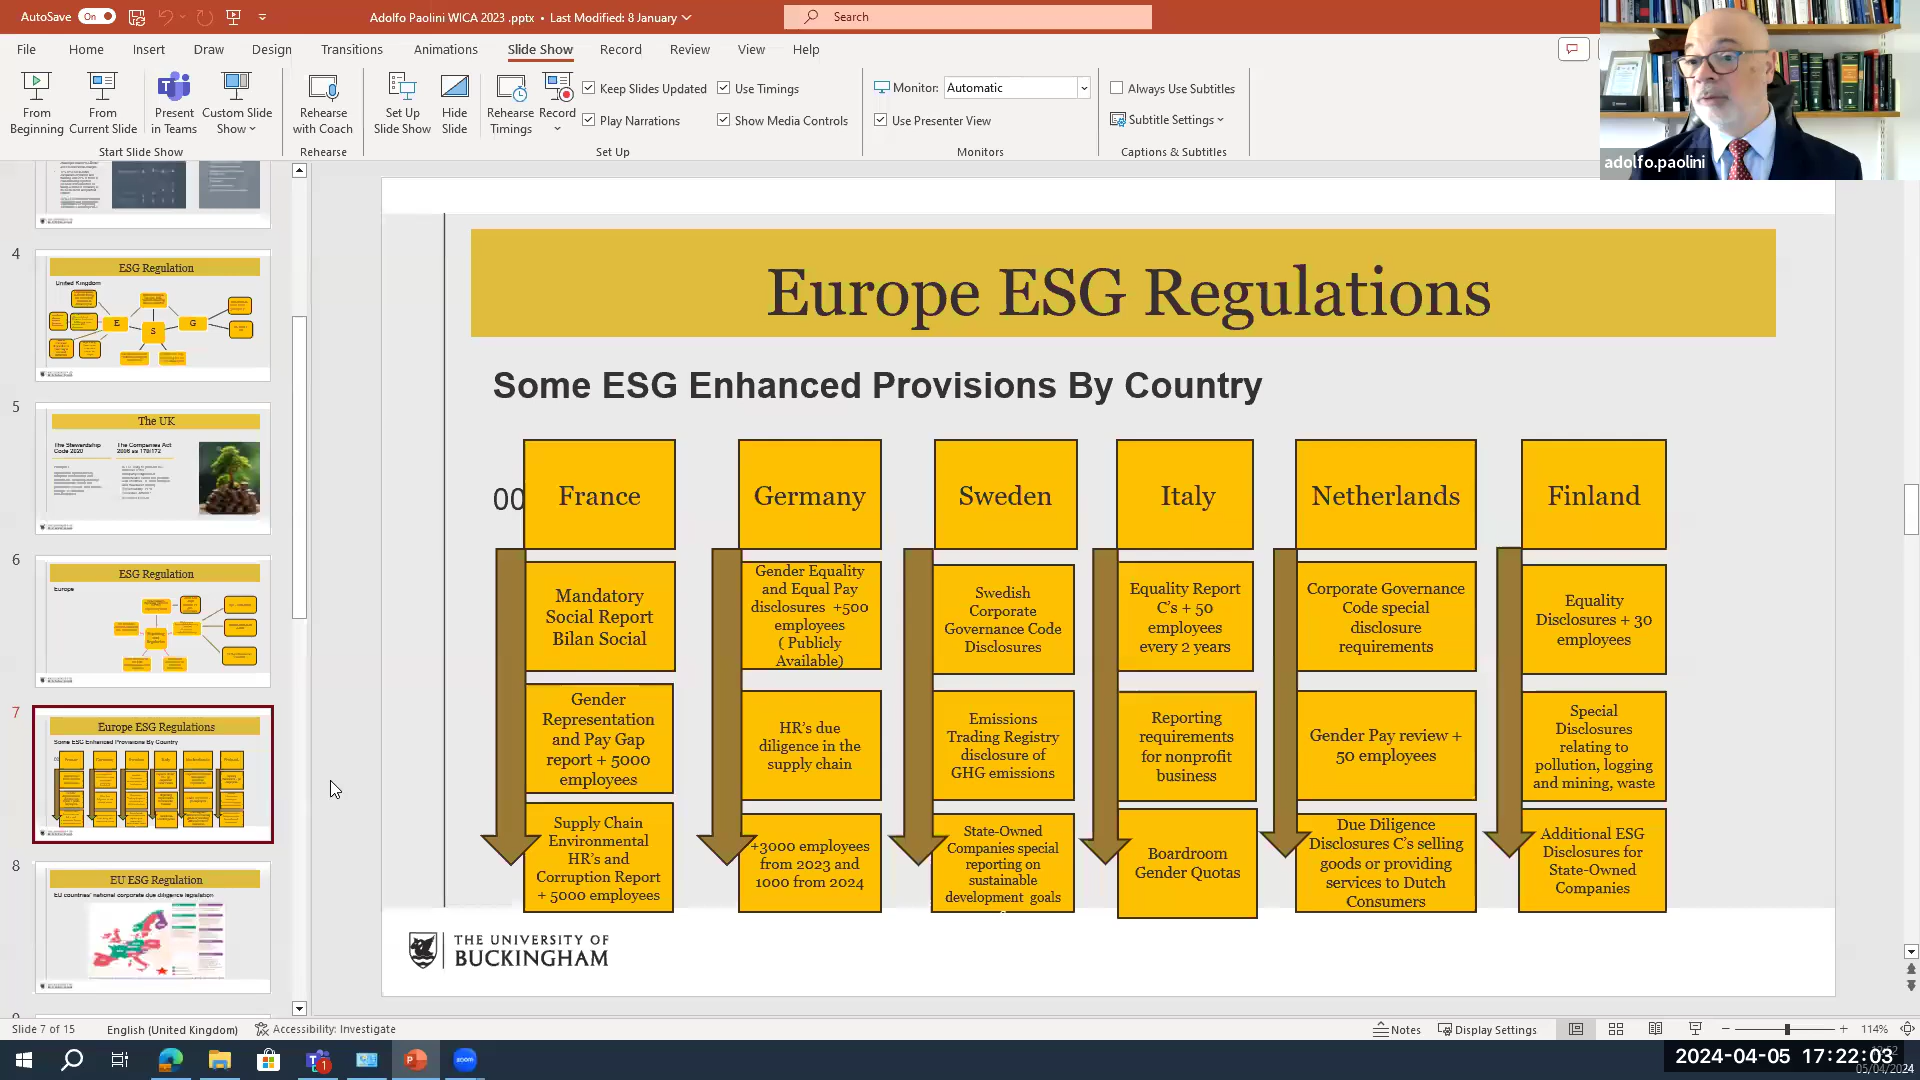 AutoSave On
Adolfo Paolini WICA 2023 .pptx • Last Modified: 8 January
Search
File Home Insert Draw Design Transitions Animations Slide Show Record Review View Help
From Beginning
From Current Slide
Present in Teams
Custom Slide Show
Rehearse with Coach
Set Up Slide Show
Hide Slide
Rehearse Timings
Record
Keep Slides Updated
Use Timings
Play Narrations
Show Media Controls
Monitor: Automatic
Use Presenter View
Always Use Subtitles
Subtitle Settings
Start Slide Show
Rehearse
Set Up
Monitors
Captions & Subtitles
adolfo.paolini
4
ESG Regulation
United Kingdom
E
S
G
5
The UK
The Stewardship Code 2020
The Companies Act 2006 ss 170/172
6
ESG Regulation
Europe
7
Europe ESG Regulations
Some ESG Enhanced Provisions By Country
8
EU ESG Regulation
EU countries' national corporate due diligence legislation
Europe ESG Regulations
Some ESG Enhanced Provisions By Country
00
France
Mandatory
Social Report
Bilan Social
Gender
Representation
and Pay Gap
report + 5000
employees
Supply Chain
Environmental
HR's and
Corruption Report
+ 5000 employees
Germany
Gender Equality
and Equal Pay
disclosures +500
employees
( Publicly
Available)
HR's due
diligence in the
supply chain
+3000 employees
from 2023 and
1000 from 2024
Sweden
Swedish
Corporate
Governance Code
Disclosures
Emissions
Trading Registry
disclosure of
GHG emissions
State-Owned
Companies special
reporting on
sustainable
development goals
Italy
Equality Report
C's + 50
employees
every 2 years
Reporting
requirements
for nonprofit
business
Boardroom
Gender Quotas
Netherlands
Corporate Governance
Code special
disclosure
requirements
Gender Pay review +
50 employees
Due Diligence
Disclosures C's selling
goods or providing
services to Dutch
Consumers
Finland
Equality
Disclosures + 30
employees
Special
Disclosures
relating to
pollution, logging
and mining, waste
Additional ESG
Disclosures for
State-Owned
Companies
THE UNIVERSITY OF
BUCKINGHAM
Slide 7 of 15
English (United Kingdom)
Accessibility: Investigate
Notes
Display Settings
114%
2024-04-05 17:22:03
05/04/2024